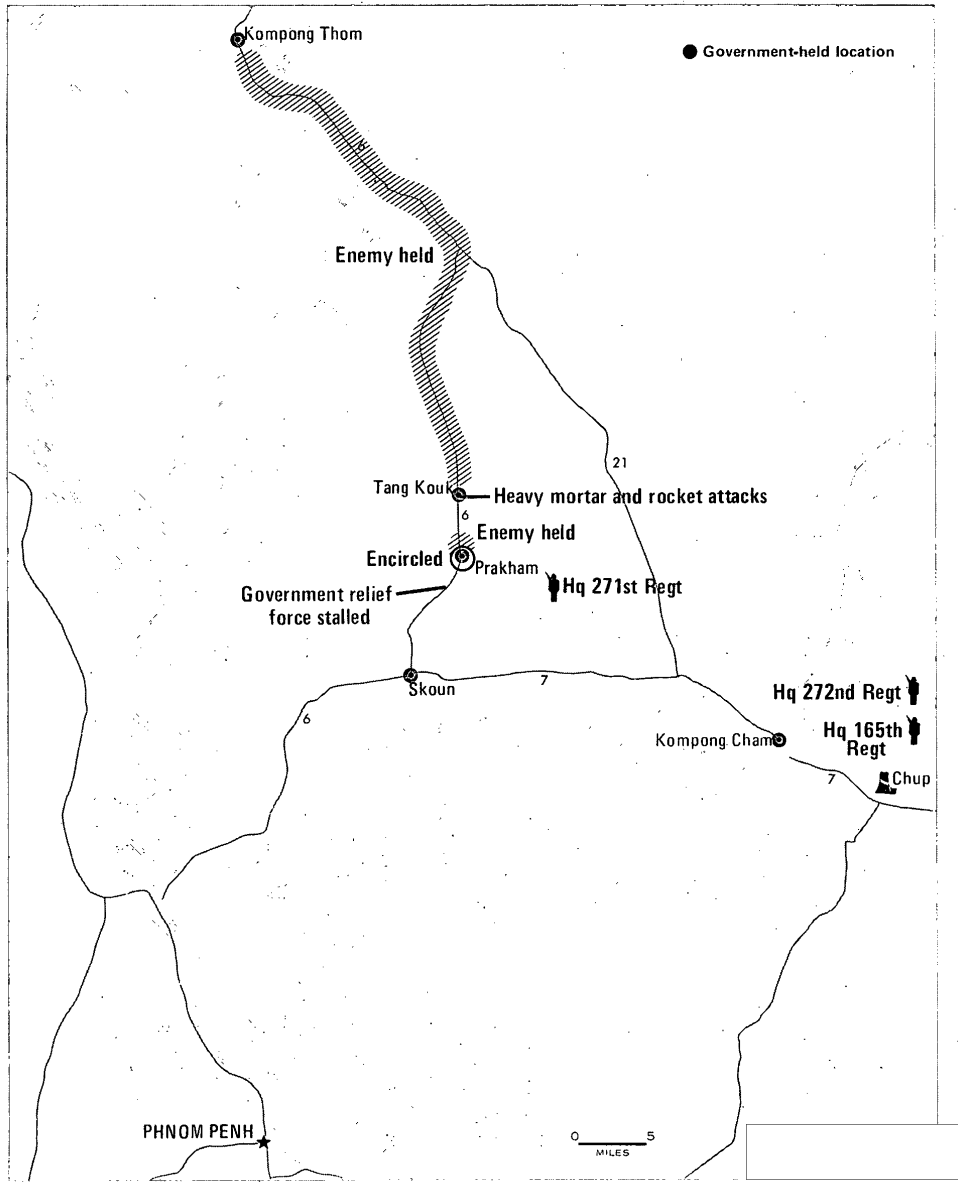 Kompong Thom
Government-held location
6
Enemy held
21
Tang Kouk
Heavy mortar and rocket attacks
6
Enemy held
Encircled
Prakham
Hq 271st Regt
Government relief
force stalled
Skoun
7
Hq 272nd Regt
6
Hq 165th
Regt
Kompong Cham
7
Chup
PHNOM PENH
0 5
MILES